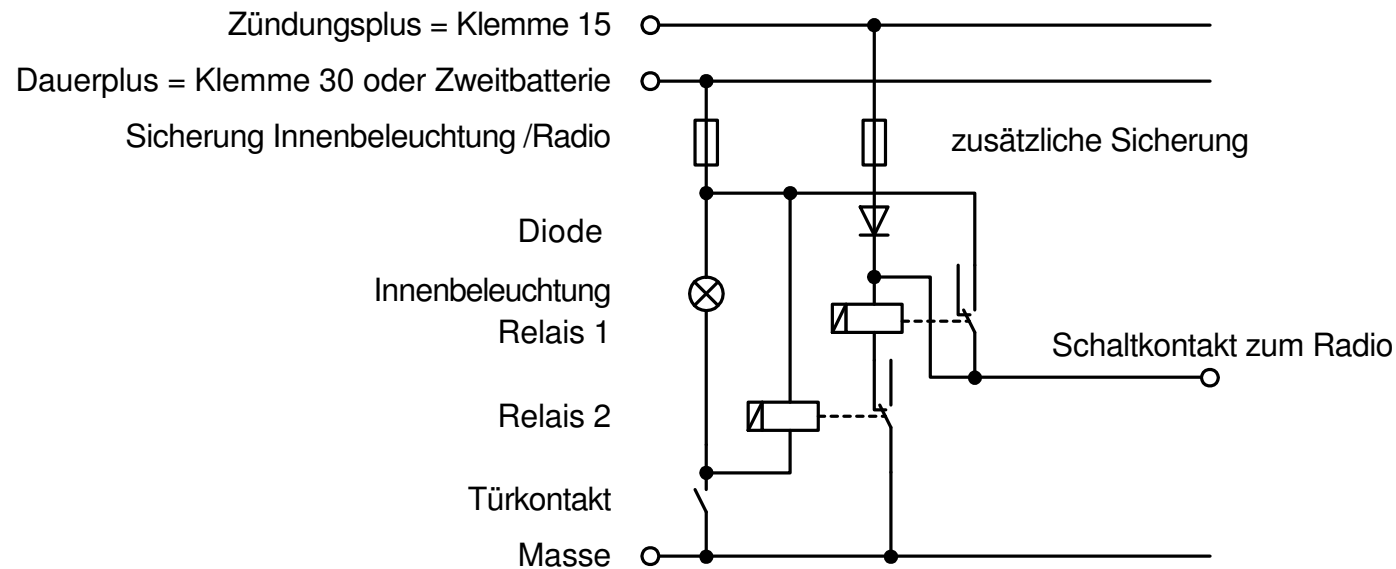 Zündungsplus = Klemme 15
Dauerplus = Klemme 30 oder Zweitbatterie
Sicherung Innenbeleuchtung /Radio
zusätzliche Sicherung
Diode
Innenbeleuchtung
Relais 1
Schaltkontakt zum Radio
Relais 2
Türkontakt
Masse